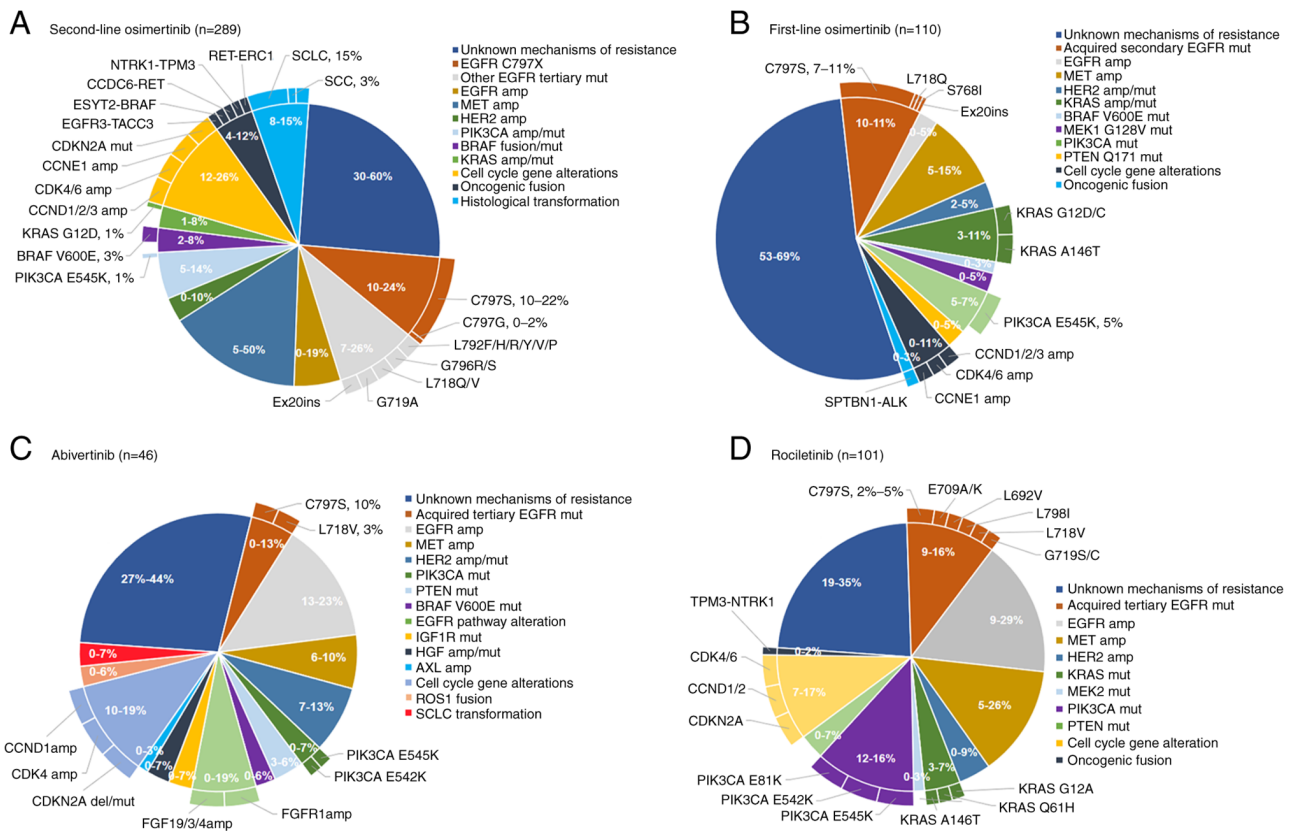 A
Second-line osimertinib (n=289)
Unknown mechanisms of resistance
EGFR C797X
Other EGFR tertiary mut
EGFR amp
MET amp
HER2 amp
PIK3CA amp/mut
BRAF fusion/mut
KRAS amp/mut
Cell cycle gene alterations
Oncogenic fusion
Histological transformation
RET-ERC1
NTRK1-TPM3
CCDC6-RET
ESYT2-BRAF
EGFR3-TACC3
CDKN2A mut
CCNE1 amp
CDK4/6 amp
CCND1/2/3 amp
KRAS G12D, 1%
BRAF V600E, 3%
PIK3CA E545K, 1%
SCLC, 15%
SCC, 3%
8-15%
4-12%
12-26%
1-8%
2-8%
5-14%
0-10%
5-50%
0-19%
7-26%
10-24%
30-60%
C797S, 10–22%
C797G, 0–2%
L792F/H/R/Y/V/P
G796R/S
L718Q/V
G719A
Ex20ins
B
First-line osimertinib (n=110)
Unknown mechanisms of resistance
Acquired secondary EGFR mut
EGFR amp
MET amp
HER2 amp/mut
KRAS amp/mut
BRAF V600E mut
MEK1 G128V mut
PIK3CA mut
PTEN Q171 mut
Cell cycle gene alterations
Oncogenic fusion
C797S, 7–11%
L718Q
S768I
Ex20ins
10-11%
0-5%
5-15%
2-5%
3-11%
0-3%
0-5%
5-7%
0-5%
0-11%
0-3%
53-69%
KRAS G12D/C
KRAS A146T
PIK3CA E545K, 5%
CCND1/2/3 amp
CDK4/6 amp
CCNE1 amp
SPTBN1-ALK
C
Abivertinib (n=46)
Unknown mechanisms of resistance
Acquired tertiary EGFR mut
EGFR amp
MET amp
HER2 amp/mut
PIK3CA mut
PTEN mut
BRAF V600E mut
EGFR pathway alteration
IGF1R mut
HGF amp/mut
AXL amp
Cell cycle gene alterations
ROS1 fusion
SCLC transformation
C797S, 10%
L718V, 3%
0-13%
27%-44%
13-23%
6-10%
7-13%
0-7%
3-6%
0-6%
0-19%
0-7%
0-7%
0-3%
10-19%
0-6%
0-7%
PIK3CA E545K
PIK3CA E542K
FGFR1amp
FGF19/3/4amp
CDKN2A del/mut
CDK4 amp
CCND1amp
D
Rociletinib (n=101)
Unknown mechanisms of resistance
Acquired tertiary EGFR mut
EGFR amp
MET amp
HER2 amp
KRAS mut
MEK2 mut
PIK3CA mut
PTEN mut
Cell cycle gene alteration
Oncogenic fusion
C797S, 2%–5%
E709A/K
L692V
L798I
L718V
G719S/C
9-16%
19-35%
9-29%
5-26%
0-9%
3-7%
0-3%
12-16%
0-7%
7-17%
0-2%
TPM3-NTRK1
CDK4/6
CCND1/2
CDKN2A
PIK3CA E81K
PIK3CA E542K
PIK3CA E545K
KRAS A146T
KRAS Q61H
KRAS G12A